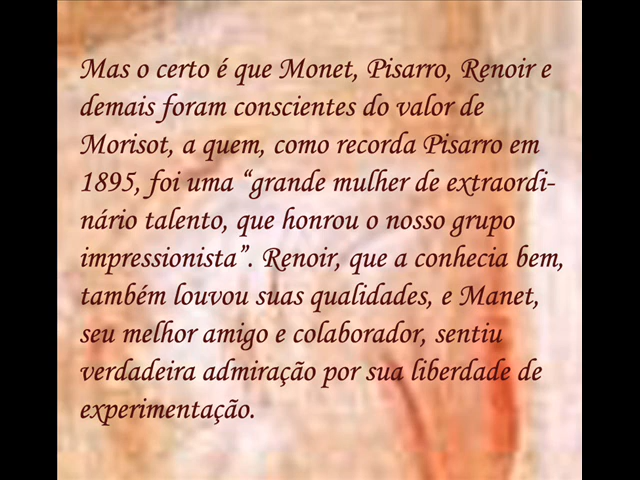 Mas o certo é que Monet, Pisarro, Renoir e
demais foram conscientes do valor de
Morisot, a quem, como recorda Pisarro em
1895, foi uma “grande mulher de extraordi-
nário talento, que honrou o nosso grupo
impressionista”. Renoir, que a conhecia bem,
também louvou suas qualidades, e Manet,
seu melhor amigo e colaborador, sentiu
verdadeira admiração por sua liberdade de
experimentação.